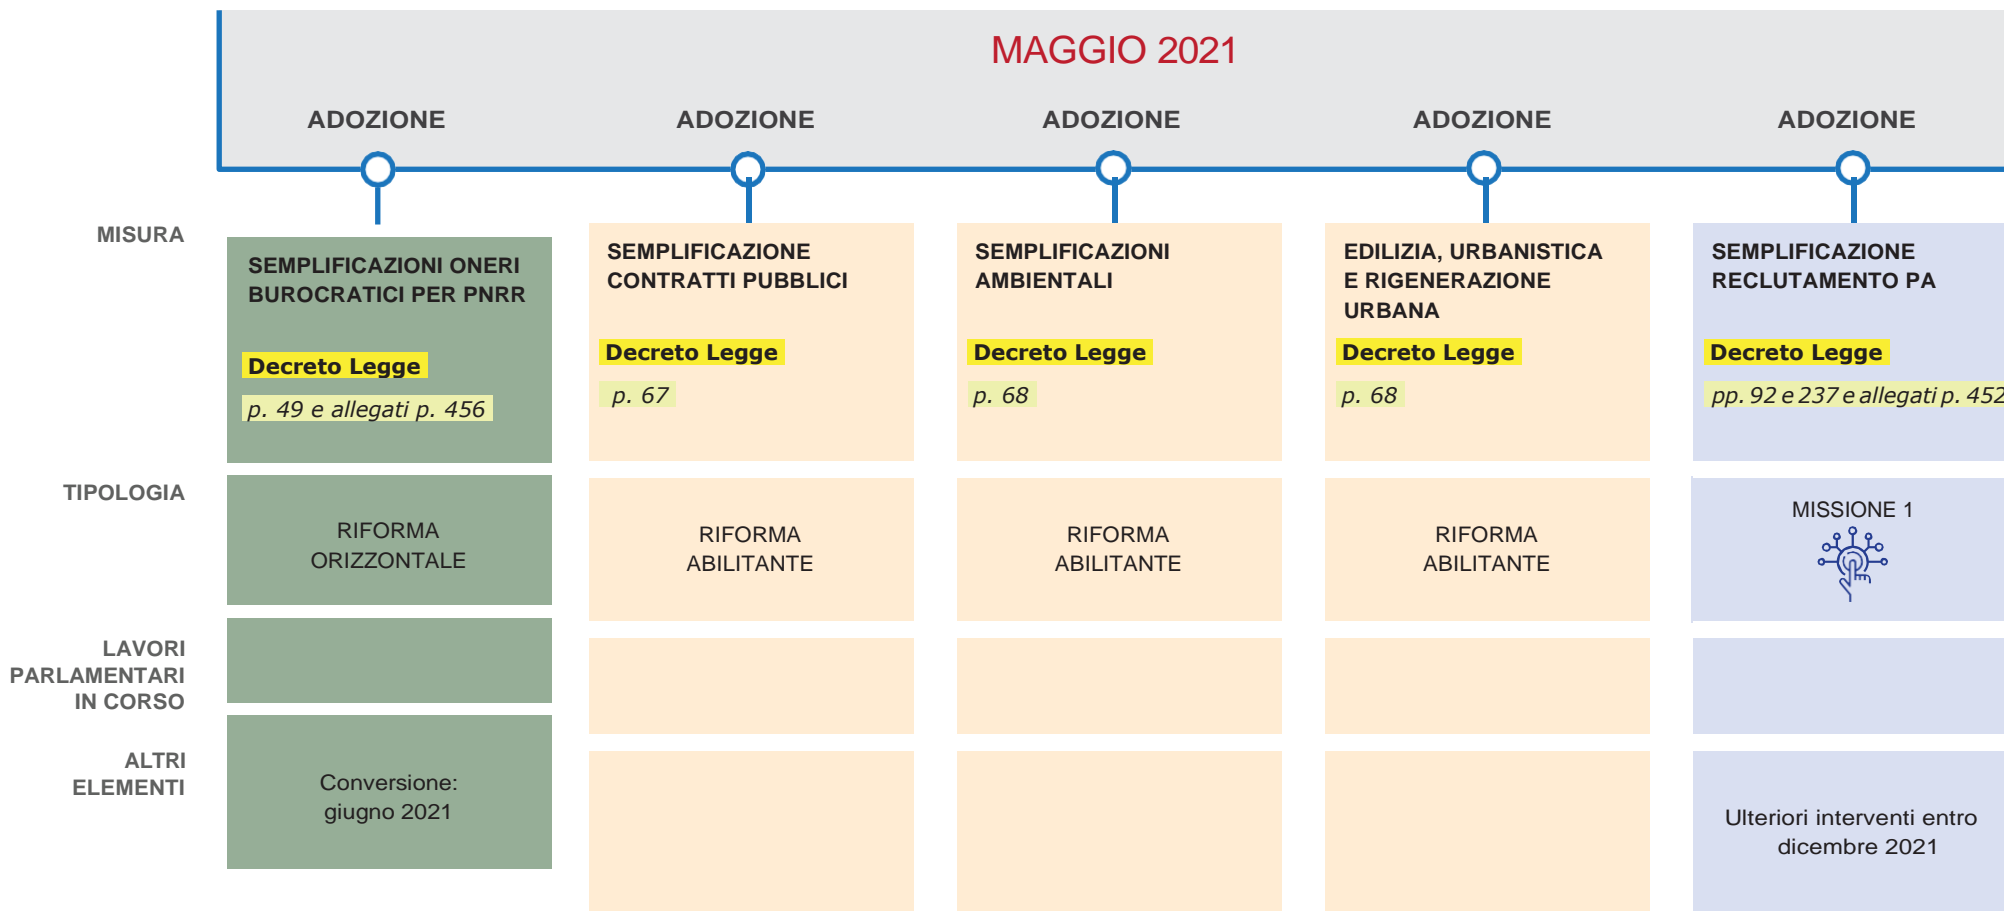 MAGGIO 2021
ADOZIONE
ADOZIONE
ADOZIONE
ADOZIONE
ADOZIONE
MISURA
SEMPLIFICAZIONI ONERI
BUROCRATICI PER PNRR
Decreto Legge
p. 49 e allegati p. 456
SEMPLIFICAZIONE
CONTRATTI PUBBLICI
Decreto Legge
p. 67
SEMPLIFICAZIONI
AMBIENTALI
Decreto Legge
p. 68
EDILIZIA, URBANISTICA
E RIGENERAZIONE
URBANA
Decreto Legge
p. 68
SEMPLIFICAZIONE
RECLUTAMENTO PA
Decreto Legge
pp. 92 e 237 e allegati p. 452
TIPOLOGIA
RIFORMA
ORIZZONTALE
RIFORMA
ABILITANTE
RIFORMA
ABILITANTE
RIFORMA
ABILITANTE
MISSIONE 1
LAVORI
PARLAMENTARI
IN CORSO
ALTRI
ELEMENTI
Conversione:
giugno 2021
Ulteriori interventi entro
dicembre 2021